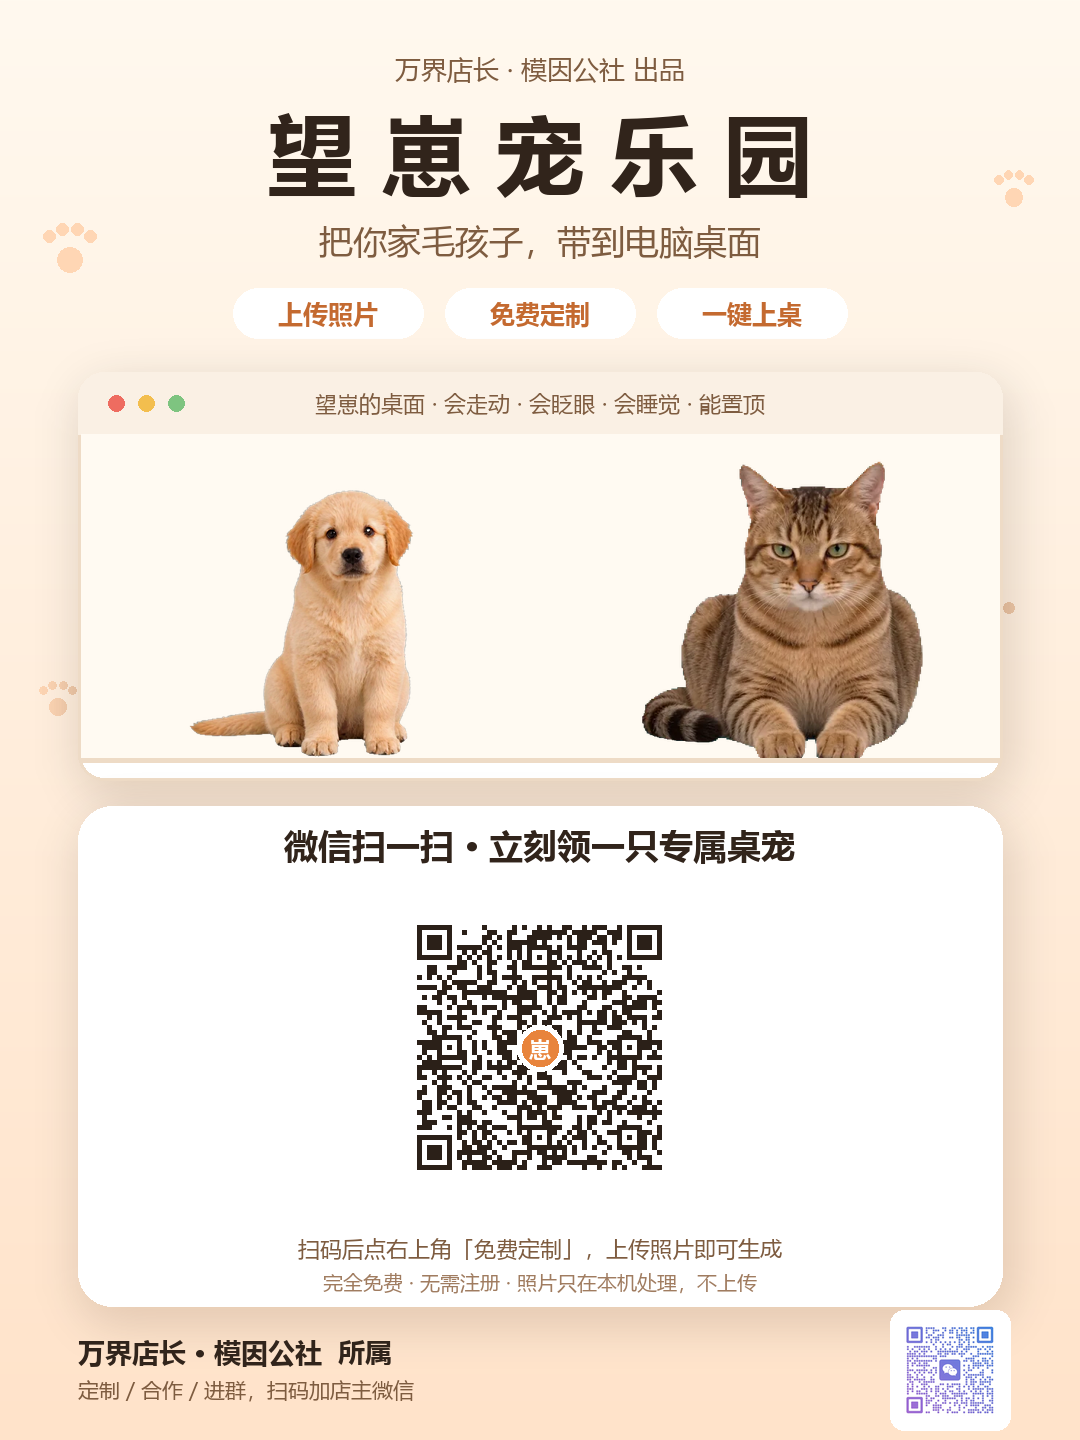 万界店长 · 模因公社 出品
望崽宠乐园
把你家毛孩子，带到电脑桌面
上传照片
免费定制
一键上桌
望崽的桌面 · 会走动 · 会眨眼 · 会睡觉 · 能置顶
微信扫一扫 · 立刻领一只专属桌宠
崽
扫码后点右上角「免费定制」，上传照片即可生成
完全免费 · 无需注册 · 照片只在本机处理，不上传
万界店长 · 模因公社 所属
定制 / 合作 / 进群，扫码加店主微信